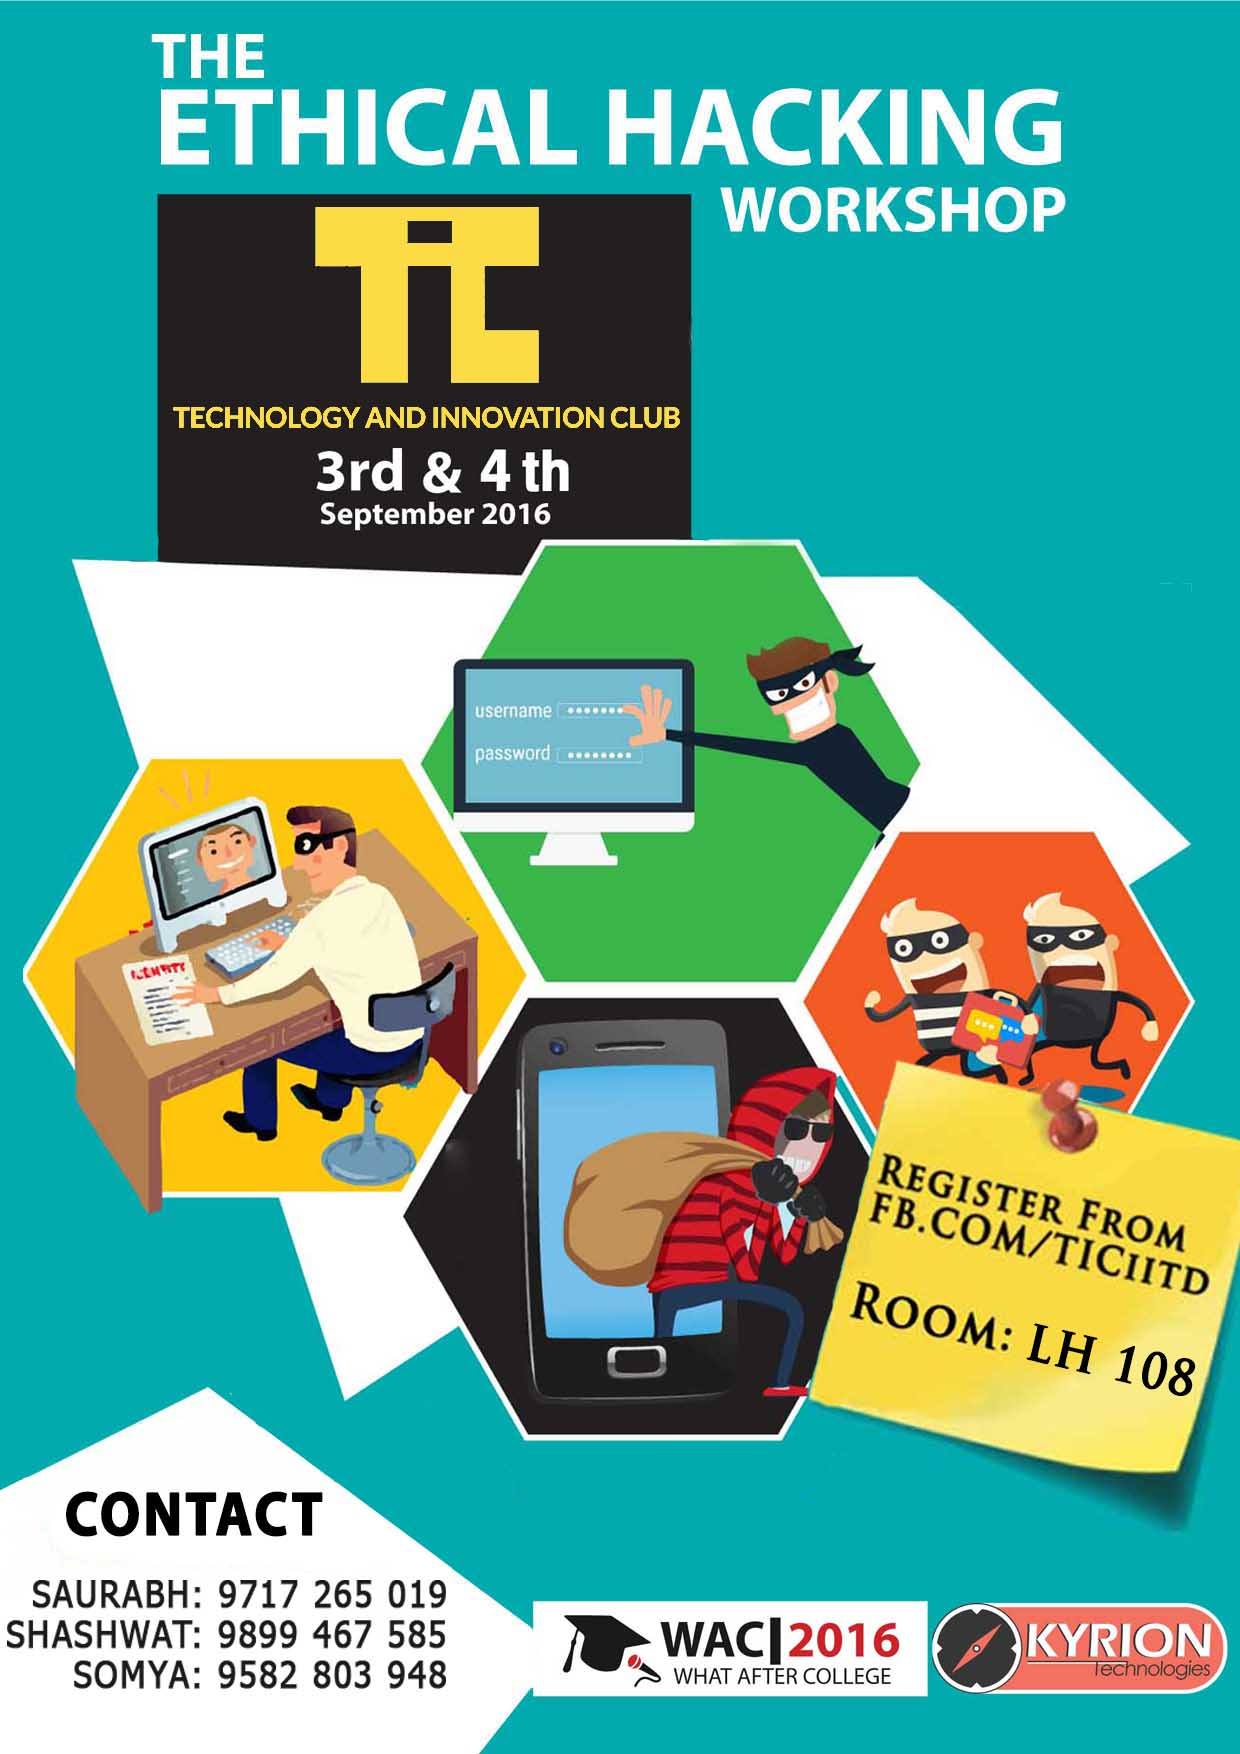 THE
ETHICAL HACKING
WORKSHOP
TiC
TECHNOLOGY AND INNOVATION CLUB
3rd & 4 th
September 2016
username
password
IDENTITY
REGISTER FROM
FB.COM/TICIITD
ROOM: LH 108
CONTACT
SAURABH: 9717 265 019
SHASHWAT: 9899 467 585
SOMYA: 9582 803 948
WAC|2016
WHAT AFTER COLLEGE
KYRION
Technologies